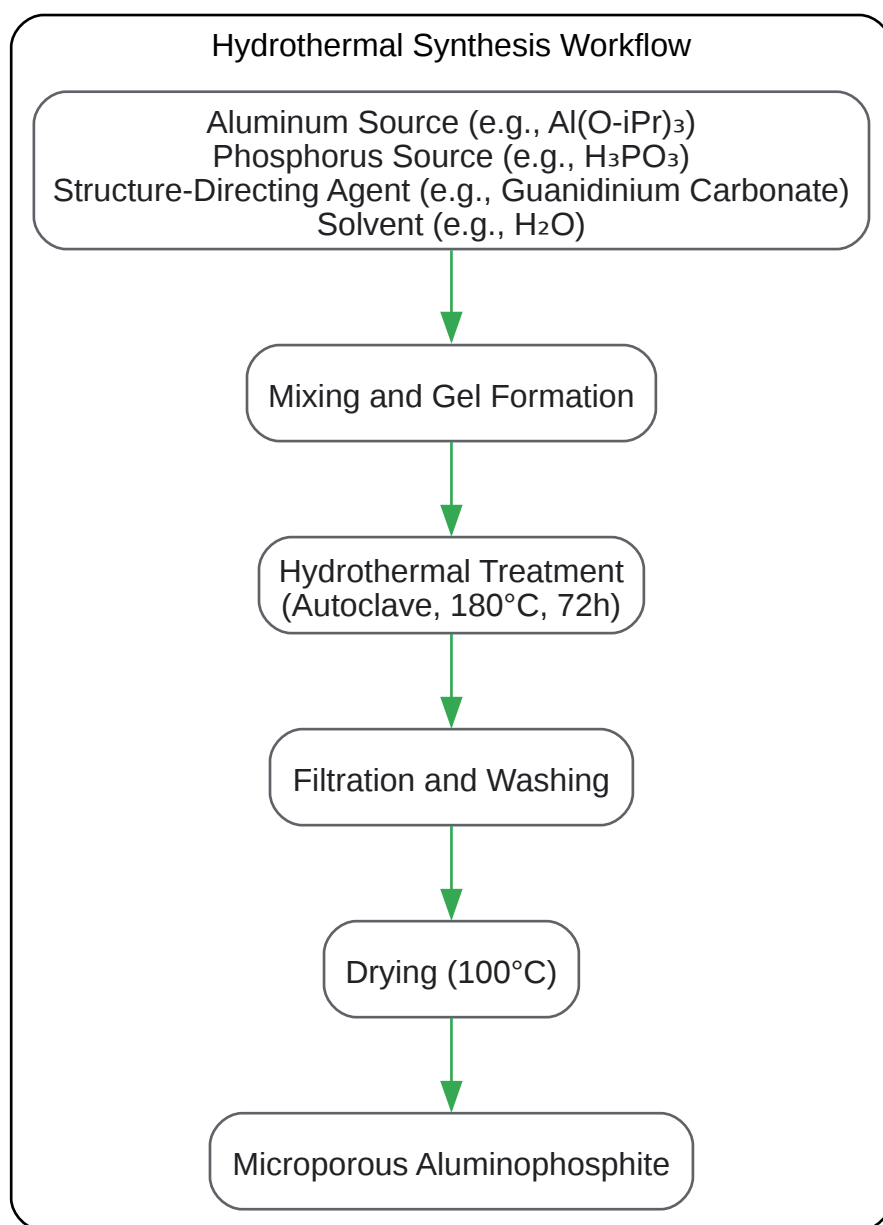 Hydrothermal Synthesis Workflow
Aluminum Source (e.g., Al(O-iPr)₃)
Phosphorus Source (e.g., H₃PO₃)
Structure-Directing Agent (e.g., Guanidinium Carbonate)
Solvent (e.g., H₂O)
Mixing and Gel Formation
Hydrothermal Treatment
(Autoclave, 180°C, 72h)
Filtration and Washing
Drying (100°C)
Microporous Aluminophosphite